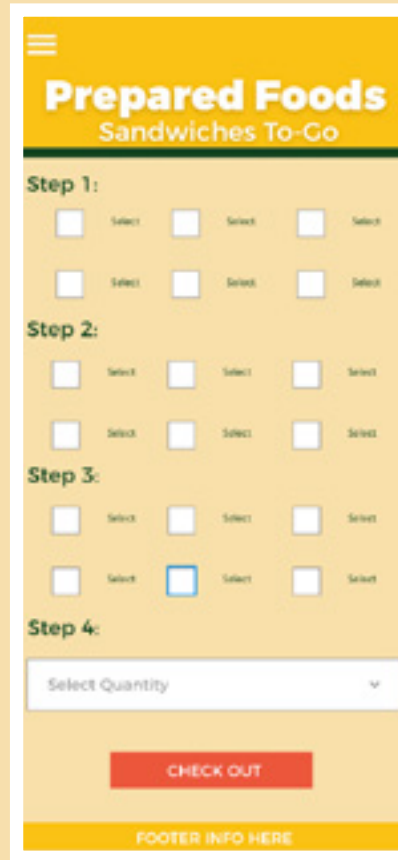 Prepared Foods
Sandwiches To-Go
Step 1:
Select Select Select
Select Select Select
Step 2:
Select Select Select
Select Select Select
Step 3:
Select Select Select
Select Select Select
Step 4:
Select Quantity
CHECK OUT
FOOTER INFO HERE